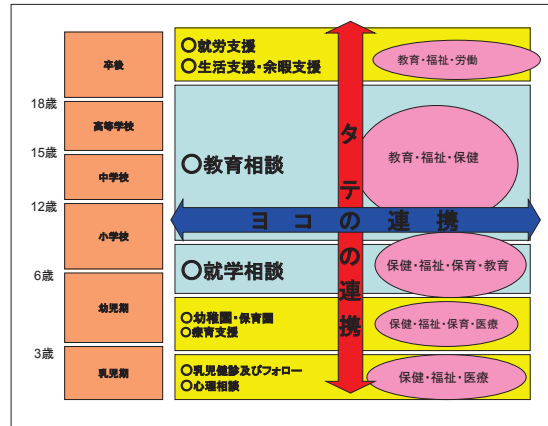 卒後
18歳
高等学校
15歳
中学校
12歳
小学校
6歳
幼児期
3歳
乳児期
○就労支援
○生活支援・余暇支援
○教育相談
○就学相談
○幼稚園・保育園
○療育支援
○乳児健診及びフォロー
○心理相談
タテの連携
ヨコの連携
教育・福祉・労働
教育・福祉・保健
保健・福祉・保育・教育
保健・福祉・保育・医療
保健・福祉・医療